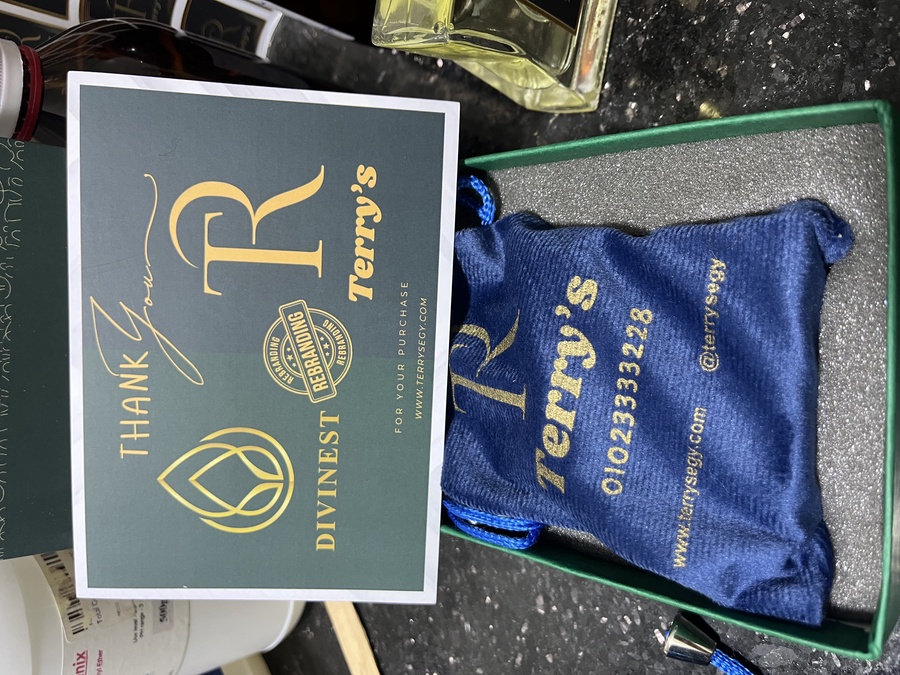 THANK You
R
Terry's
REBRANDING
REBRANDING
REBRANDING
DIVINEST
FOR YOUR PURCHASE
WWW.TERRYSEGY.COM
R
Terry's
01023333228
www.terrysegy.com @terrysegy
nix